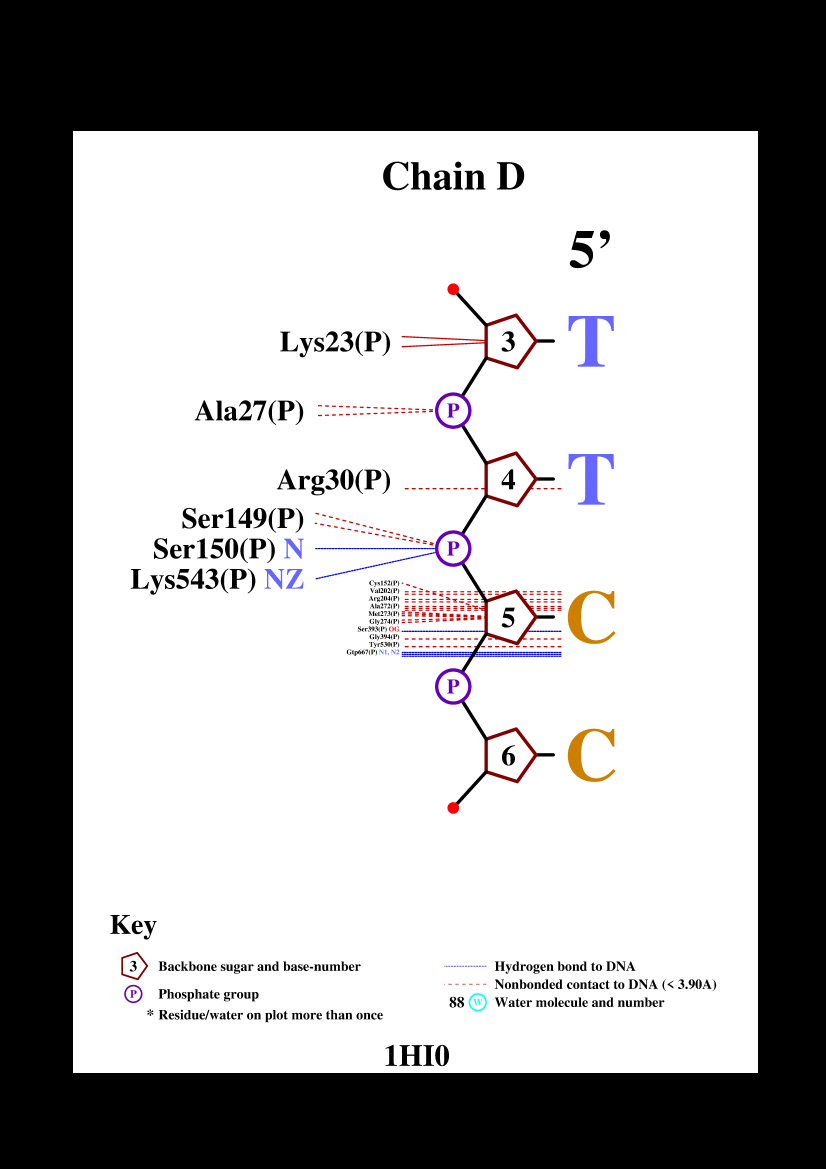 Chain D
5’
Lys23(P) 3 T
Ala27(P) P
Arg30(P) 4 T
Ser149(P)
Ser150(P) N P
Lys543(P) NZ
Cys152(P)
Val202(P)
Arg204(P)
Ala272(P)
Met273(P)
Gly274(P) 5 C
Ser393(P) OG
Gly394(P)
Tyr530(P)
Gtp667(P) N1, N2
P
6 C
Key
3 Backbone sugar and base-number
P Phosphate group
* Residue/water on plot more than once
Hydrogen bond to DNA
Nonbonded contact to DNA (< 3.90A)
88 W Water molecule and number
1HI0